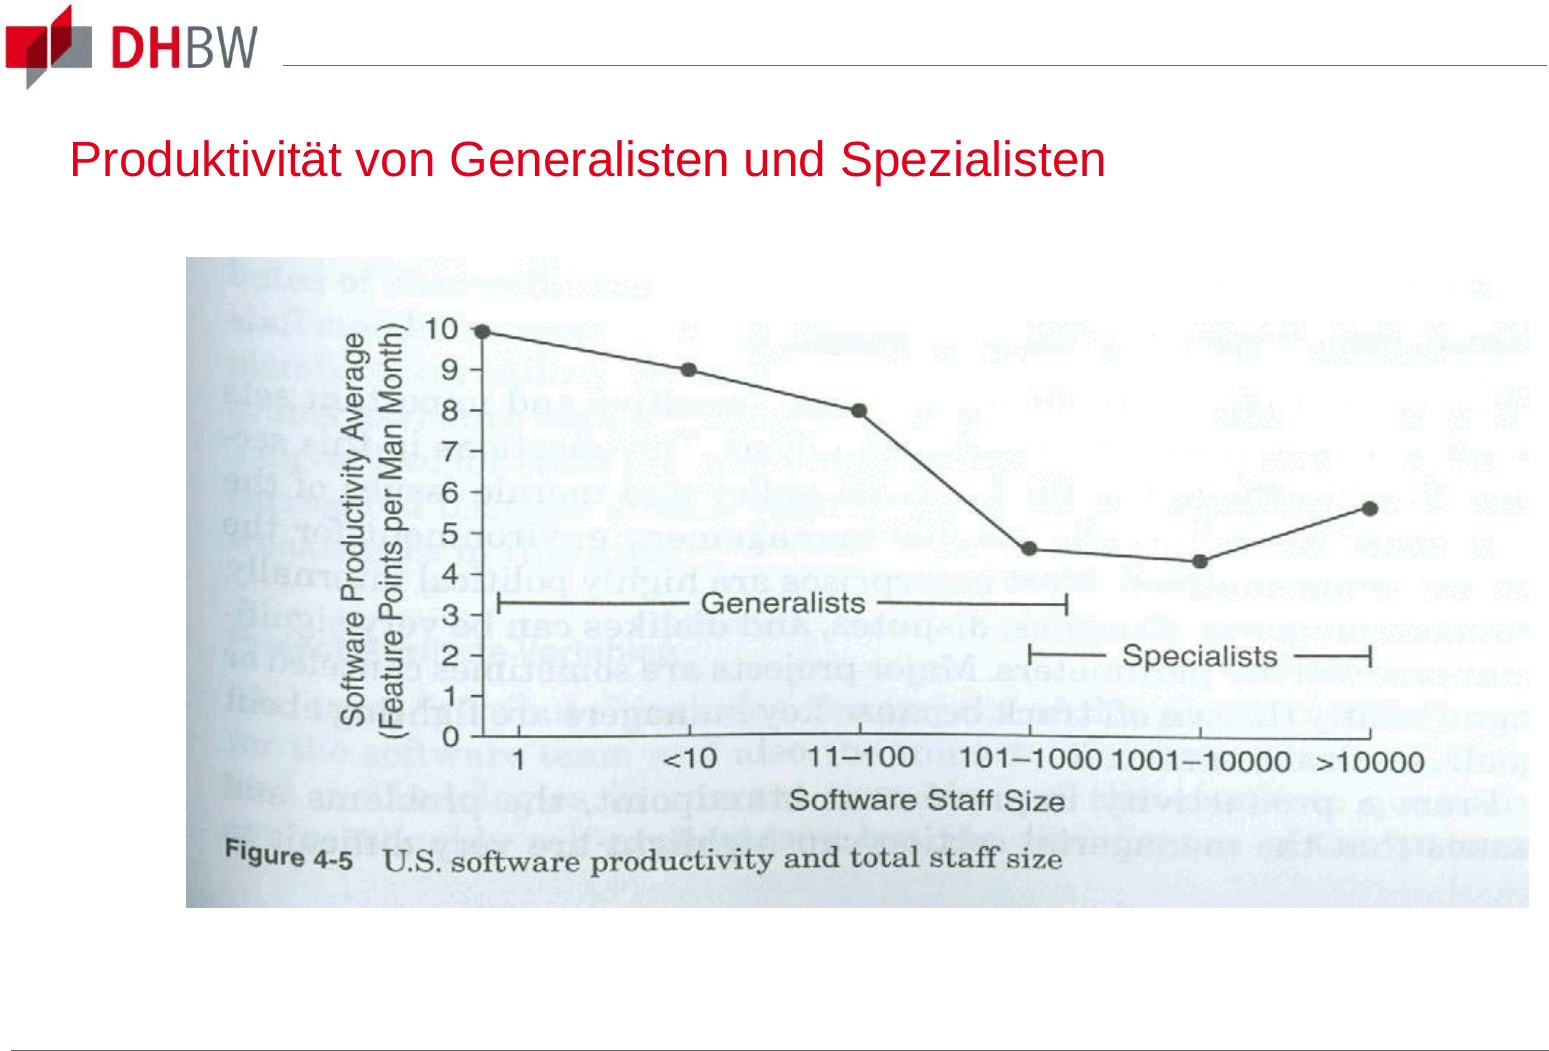 DHBW
Produktivität von Generalisten und Spezialisten
Software Productivity Average
(Feature Points per Man Month)
10
9
8
7
6
5
4
3
2
1
0
Generalists
Specialists
1 <10 11–100 101–1000 1001–10000 >10000
Software Staff Size
Figure 4-5 U.S. software productivity and total staff size